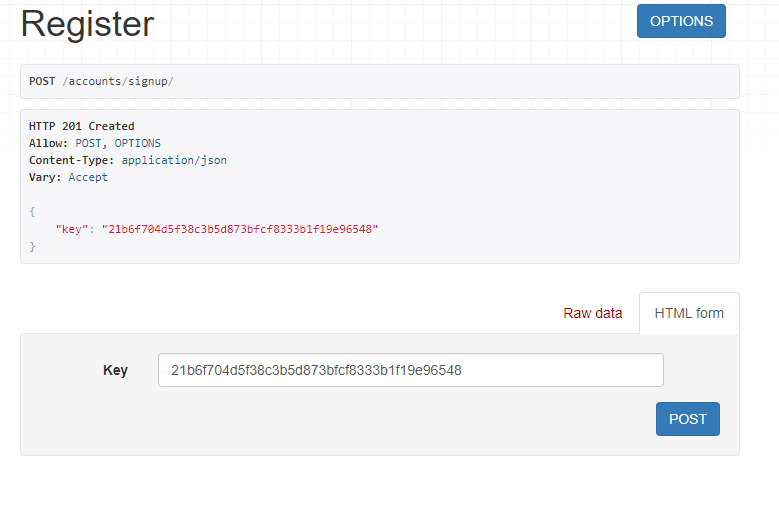 Register
OPTIONS
POST /accounts/signup/
HTTP 201 Created
Allow: POST, OPTIONS
Content-Type: application/json
Vary: Accept
{
    "key": "21b6f704d5f38c3b5d873bfcf8333b1f19e96548"
}
Raw data
HTML form
Key
21b6f704d5f38c3b5d873bfcf8333b1f19e96548
POST